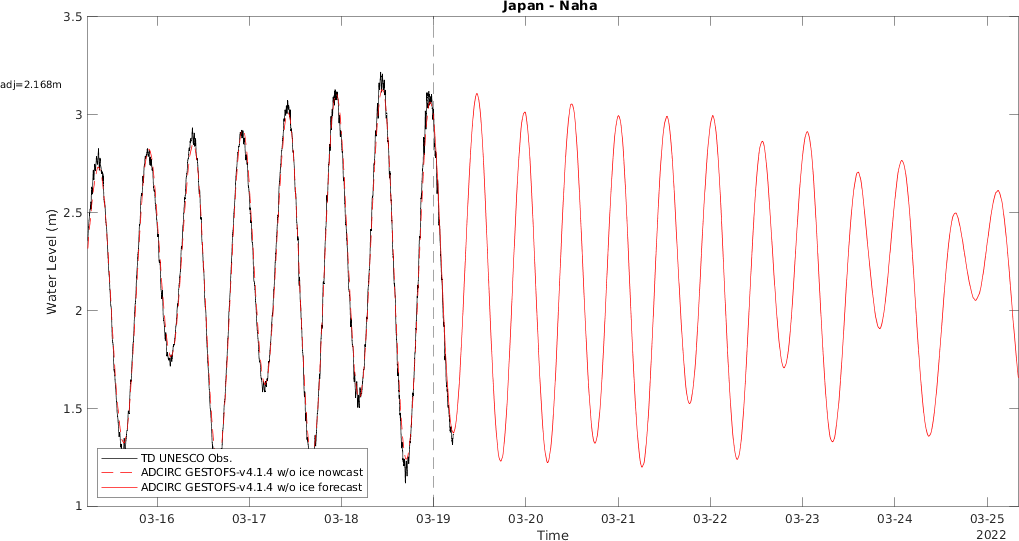 Japan - Naha
adj=2.168m
Water Level (m)
3.5
3
2.5
2
1.5
1
TD UNESCO Obs.
ADCIRC GESTOFS-v4.1.4 w/o ice nowcast
ADCIRC GESTOFS-v4.1.4 w/o ice forecast
03-16 03-17 03-18 03-19 03-20 03-21 03-22 03-23 03-24 03-25
Time
2022